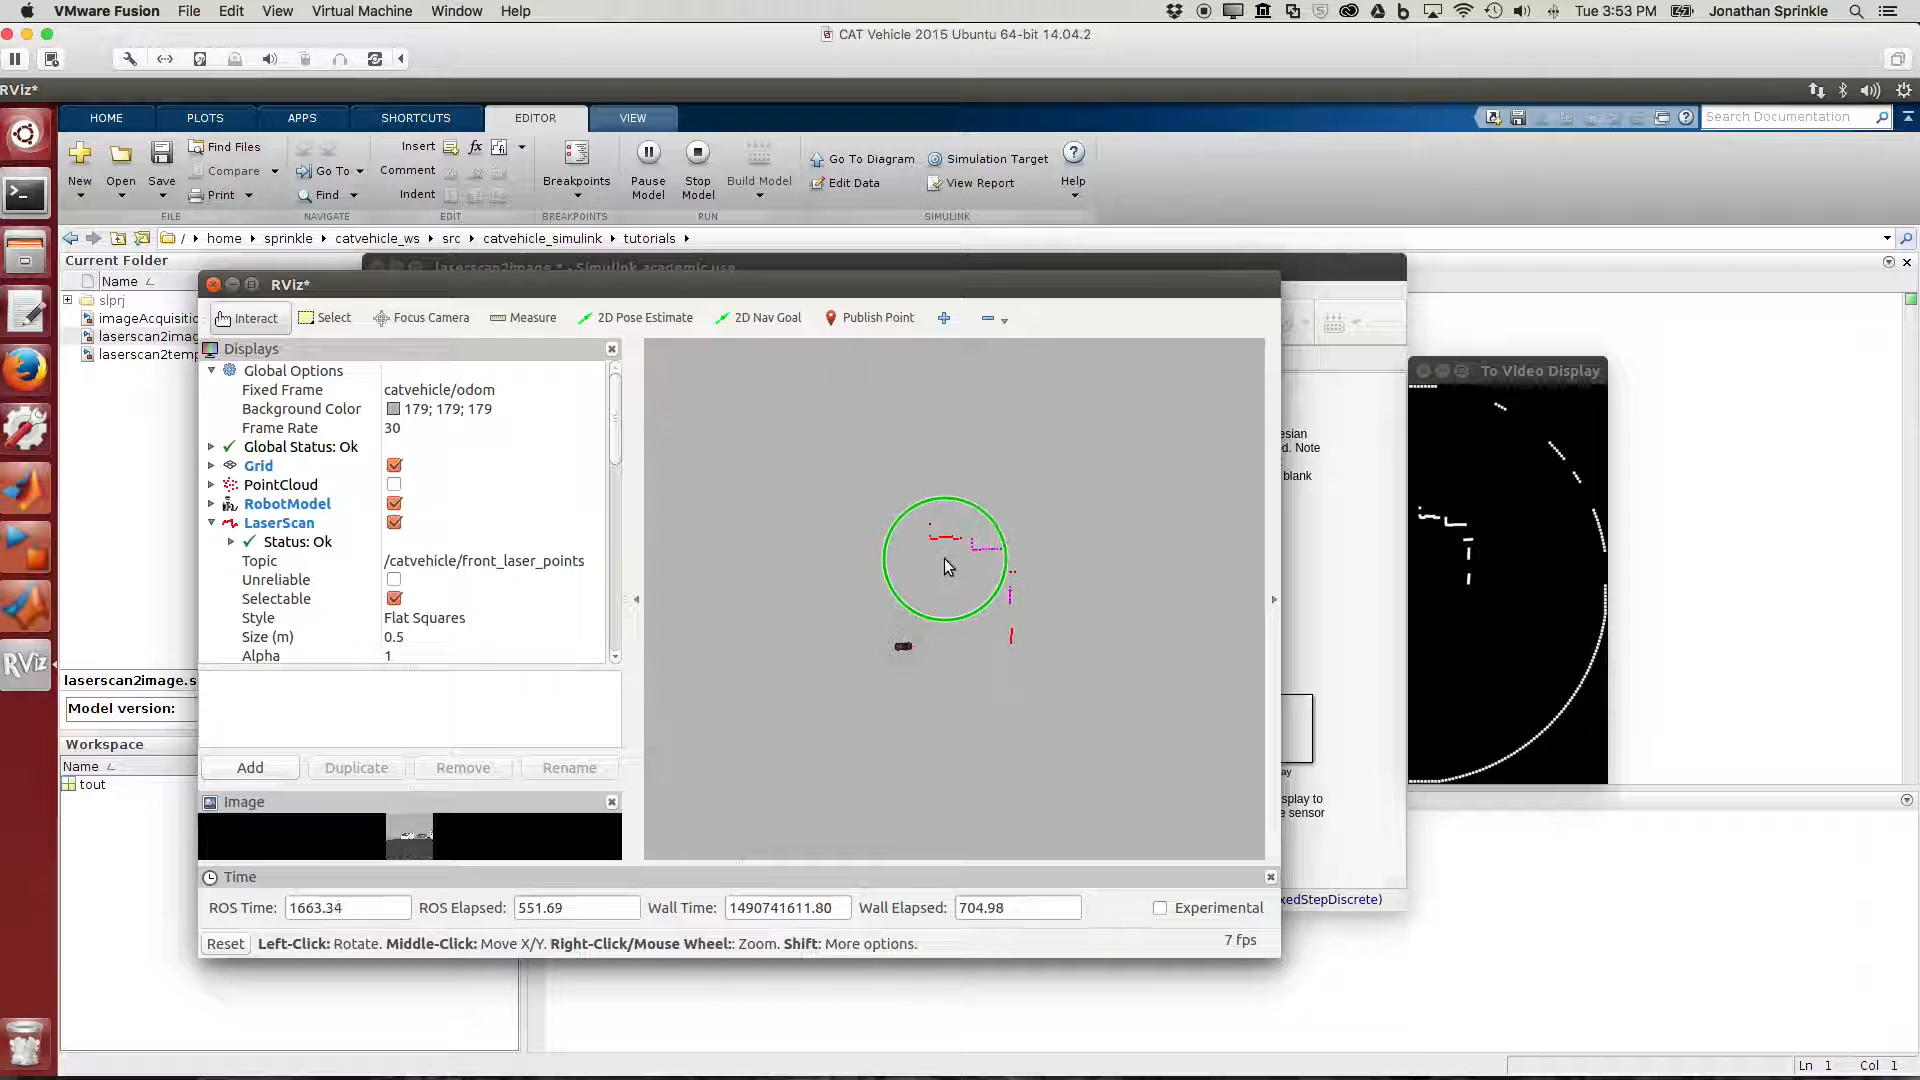 VMware Fusion File Edit View Virtual Machine Window Help Tue 3:53 PM Jonathan Sprinkle
CAT Vehicle 2015 Ubuntu 64-bit 14.04.2
RViz*
HOME PLOTS APPS SHORTCUTS EDITOR VIEW Search Documentation
New Open Save Find Files Compare Print
FILE
Go To Find
NAVIGATE
Insert fx
Comment
Indent
EDIT
Breakpoints
BREAKPOINTS
Pause Model Stop Model Build Model
RUN
Go To Diagram Simulation Target
Edit Data View Report
Help
SIMULINK
/ home sprinkle catvehicle_ws src catvehicle_simulink tutorials
Current Folder
Name
slprj
imageAcquisitio
laserscan2imag
laserscan2temp
laserscan2image * - Simulink academic use
RViz*
Interact Select Focus Camera Measure 2D Pose Estimate 2D Nav Goal Publish Point
Displays
Global Options
Fixed Frame catvehicle/odom
Background Color 179; 179; 179
Frame Rate 30
Global Status: Ok
Grid
PointCloud
RobotModel
LaserScan
Status: Ok
Topic /catvehicle/front_laser_points
Unreliable
Selectable
Style Flat Squares
Size (m) 0.5
Alpha 1
Add Duplicate Remove Rename
Image
Time
ROS Time: 1663.34 ROS Elapsed: 551.69 Wall Time: 1490741611.80 Wall Elapsed: 704.98 Experimental
Reset Left-Click: Rotate. Middle-Click: Move X/Y. Right-Click/Mouse Wheel:: Zoom. Shift: More options. 7 fps
RViz
laserscan2image.s
Model version:
Workspace
Name
tout
To Video Display
esian
d. Note
blank
ay
splay to
e sensor
xedStepDiscrete)
Ln 1 Col 1